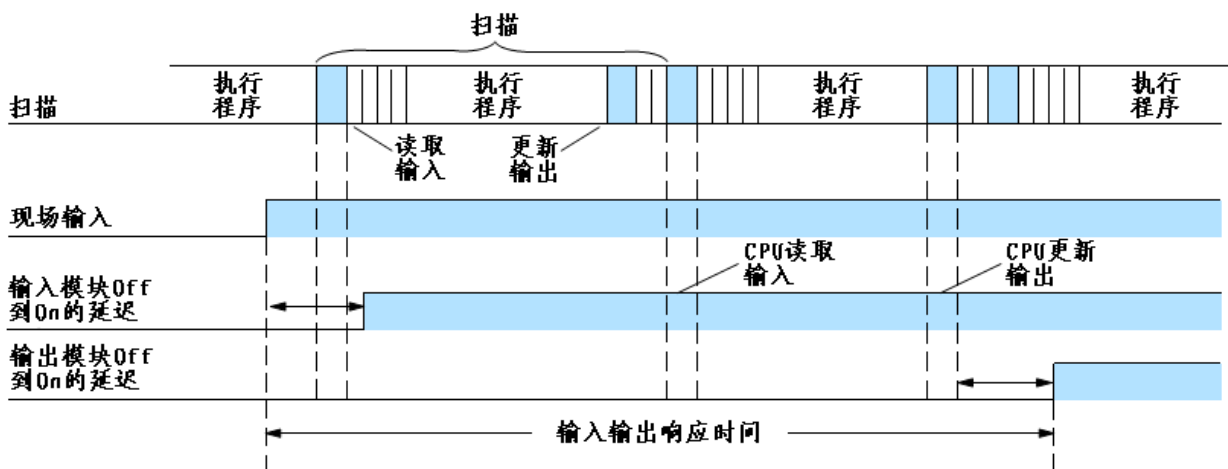 扫描
执行
程序
执行
程序
执行
程序
执行
程序
扫描
读取
输入
更新
输出
现场输入
CPU读取
输入
CPU更新
输出
输入模块Off
到On的延迟
输出模块Off
到On的延迟
输入输出响应时间